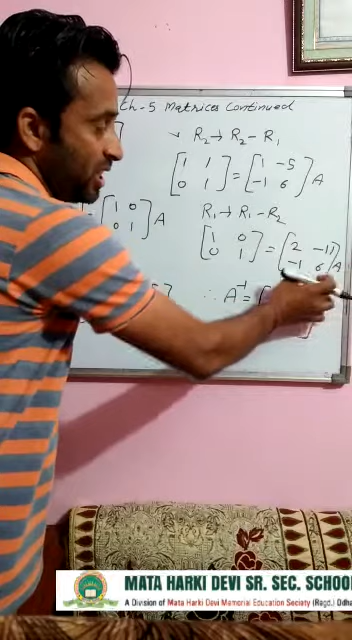 Ch-5 Matrices Continued
R₂ → R₂ - R₁
[1 1; 0 1] = [1 -5; -1 6] A
[1 0; 0 1] A
R₁ → R₁ - R₂
[1 0; 0 1] = [2 -11; -1 6] A
∴ A⁻¹ = [
MATA HARKI DEVI SR. SEC. SCHOO
A Division of Mata Harki Devi Memorial Education Society (Regd.) Odha